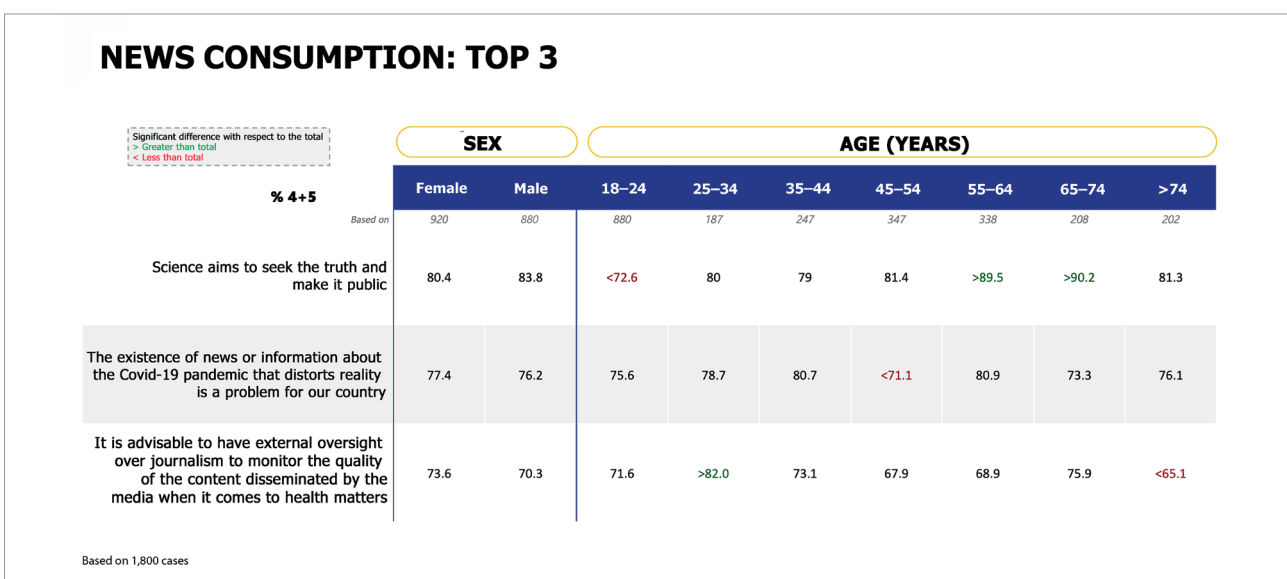 NEWS CONSUMPTION: TOP 3
Significant difference with respect to the total
> Greater than total
< Less than total
SEX AGE (YEARS)
% 4+5 Female Male 18–24 25–34 35–44 45–54 55–64 65–74 >74
Based on 920 880 880 187 247 347 338 208 202
Science aims to seek the truth and
make it public 80.4 83.8 <72.6 80 79 81.4 >89.5 >90.2 81.3
The existence of news or information about
the Covid-19 pandemic that distorts reality 77.4 76.2 75.6 78.7 80.7 <71.1 80.9 73.3 76.1
is a problem for our country
It is advisable to have external oversight
over journalism to monitor the quality
of the content disseminated by the 73.6 70.3 71.6 >82.0 73.1 67.9 68.9 75.9 <65.1
media when it comes to health matters
Based on 1,800 cases